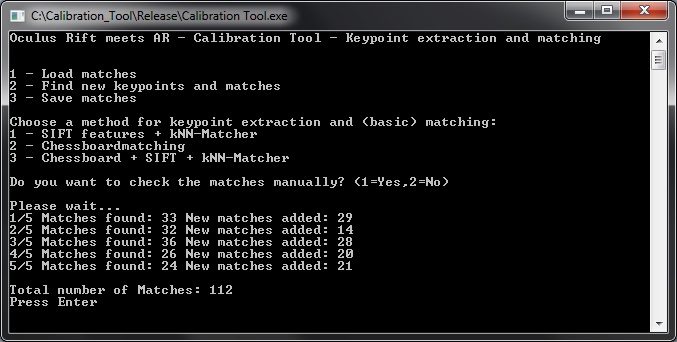 C:\Calibration_Tool\Release\Calibration Tool.exe
Oculus Rift meets AR - Calibration Tool - Keypoint extraction and matching
1 - Load matches
2 - Find new keypoints and matches
3 - Save matches
Choose a method for keypoint extraction and (basic) matching:
1 - SIFT features + kNN-Matcher
2 - Chessboardmatching
3 - Chessboard + SIFT + kNN-Matcher
Do you want to check the matches manually? (1=Yes,2=No)
Please wait...
1/5 Matches found: 33 New matches added: 29
2/5 Matches found: 32 New matches added: 14
3/5 Matches found: 36 New matches added: 28
4/5 Matches found: 26 New matches added: 20
5/5 Matches found: 24 New matches added: 21
Total number of Matches: 112
Press Enter